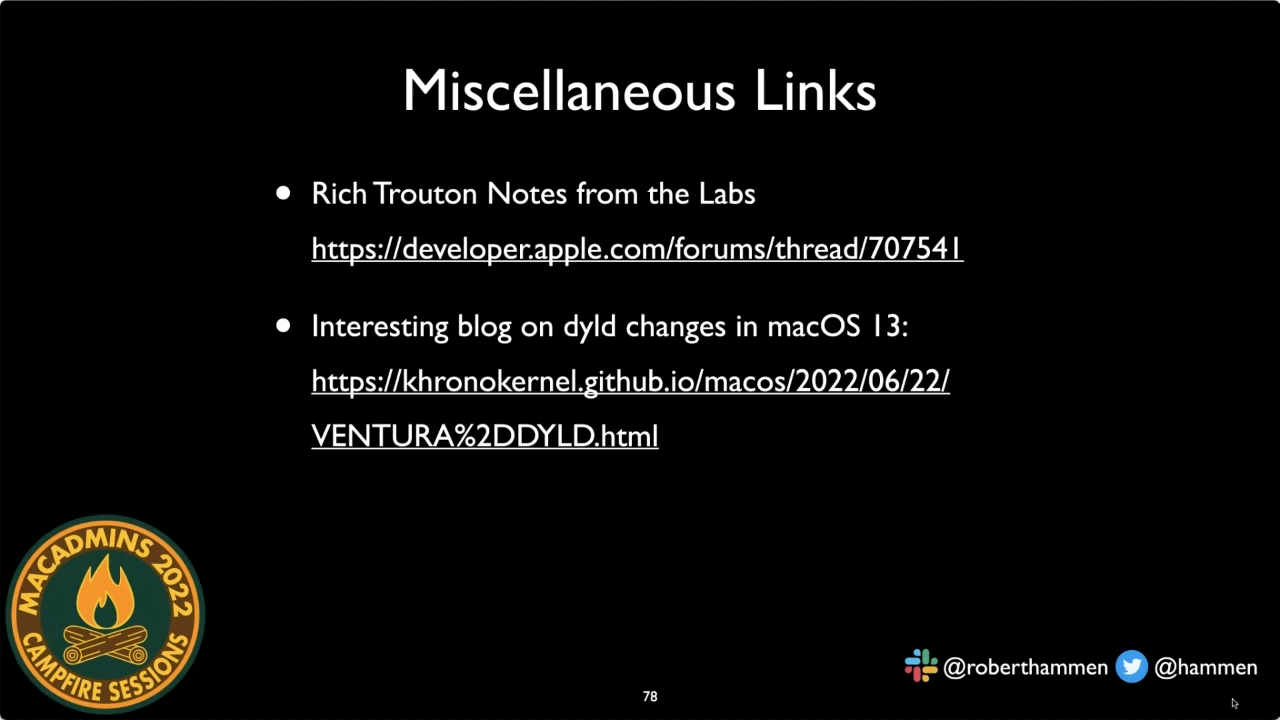 Miscellaneous Links
• Rich Trouton Notes from the Labs
https://developer.apple.com/forums/thread/707541
• Interesting blog on dyld changes in macOS 13:
https://khronokernel.github.io/macos/2022/06/22/
VENTURA%2DDYLD.html
MACADMINS 2022
CAMPFIRE SESSIONS
@roberthammen @hammen
78